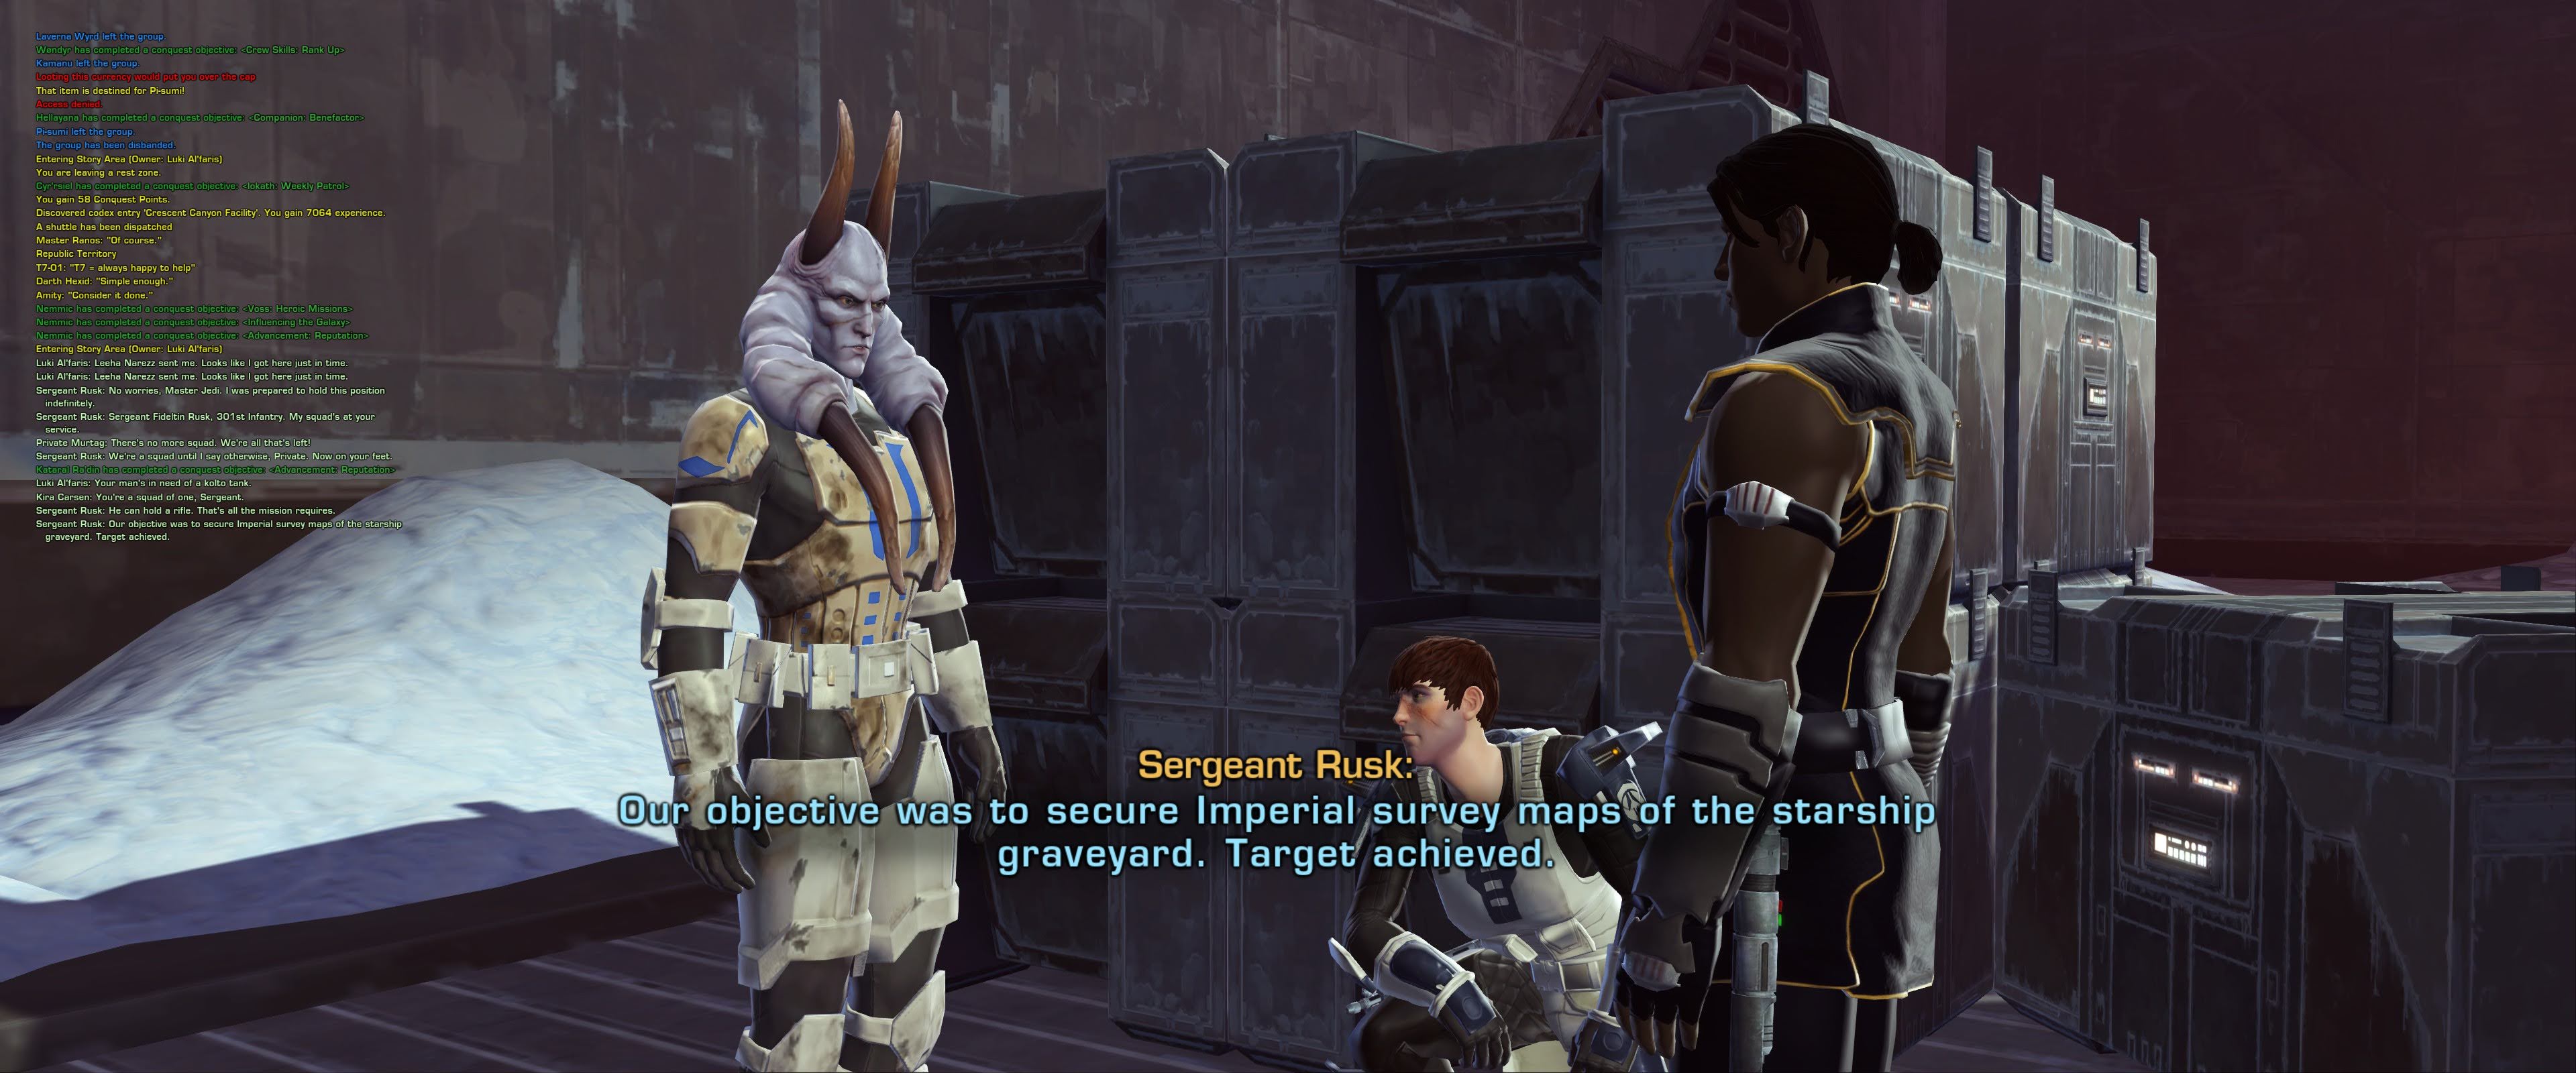 Laverna Wyrd left the group.
Wøndyr has completed a conquest objective: <Crew Skills: Rank Up>
Kamanu left the group.
Looting this currency would put you over the cap
That item is destined for Pi-sumi!
Access denied.
Hellayana has completed a conquest objective: <Companion: Benefactor>
Pi-sumi left the group.
The group has been disbanded.
Entering Story Area (Owner: Luki Al'faris)
You are leaving a rest zone.
Cyr'rsiel has completed a conquest objective: <Iokath: Weekly Patrol>
You gain 58 Conquest Points.
Discovered codex entry 'Crescent Canyon Facility'. You gain 7064 experience.
A shuttle has been dispatched
Master Ranos: "Of course."
Republic Territory
T7-O1: "T7 = always happy to help"
Darth Hexid: "Simple enough."
Amity: "Consider it done."
Nemmic has completed a conquest objective: <Voss: Heroic Missions>
Nemmic has completed a conquest objective: <Influencing the Galaxy>
Nemmic has completed a conquest objective: <Advancement: Reputation>
Entering Story Area (Owner: Luki Al'faris)
Luki Al'faris: Leeha Narezz sent me. Looks like I got here just in time.
Luki Al'faris: Leeha Narezz sent me. Looks like I got here just in time.
Sergeant Rusk: No worries, Master Jedi. I was prepared to hold this position
indefinitely.
Sergeant Rusk: Sergeant Fideltin Rusk, 301st Infantry. My squad's at your
service.
Private Murtag: There's no more squad. We're all that's left!
Sergeant Rusk: We're a squad until I say otherwise, Private. Now on your feet.
Katarai Ra'din has completed a conquest objective: <Advancement: Reputation>
Luki Al'faris: Your man's in need of a kolto tank.
Kira Carsen: You're a squad of one, Sergeant.
Sergeant Rusk: He can hold a rifle. That's all the mission requires.
Sergeant Rusk: Our objective was to secure Imperial survey maps of the starship
graveyard. Target achieved.
Sergeant Rusk:
Our objective was to secure Imperial survey maps of the starship
graveyard. Target achieved.